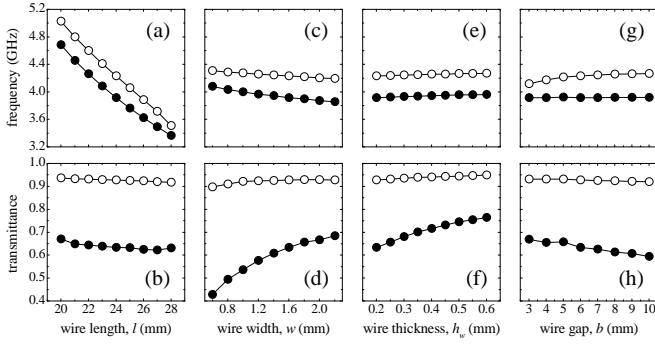 5.2
4.8
4.4
4.0
3.6
3.2
frequency (GHz)
(a)
(c)
(e)
(g)
1.0
0.9
0.8
0.7
0.6
0.5
0.4
transmittance
(b)
(d)
(f)
(h)
20 22 24 26 28
0.8 1.2 1.6 2.0
0.2 0.3 0.4 0.5 0.6
3 4 5 6 7 8 9 10
wire length, l (mm)
wire width, w (mm)
wire thickness, h_w (mm)
wire gap, b (mm)